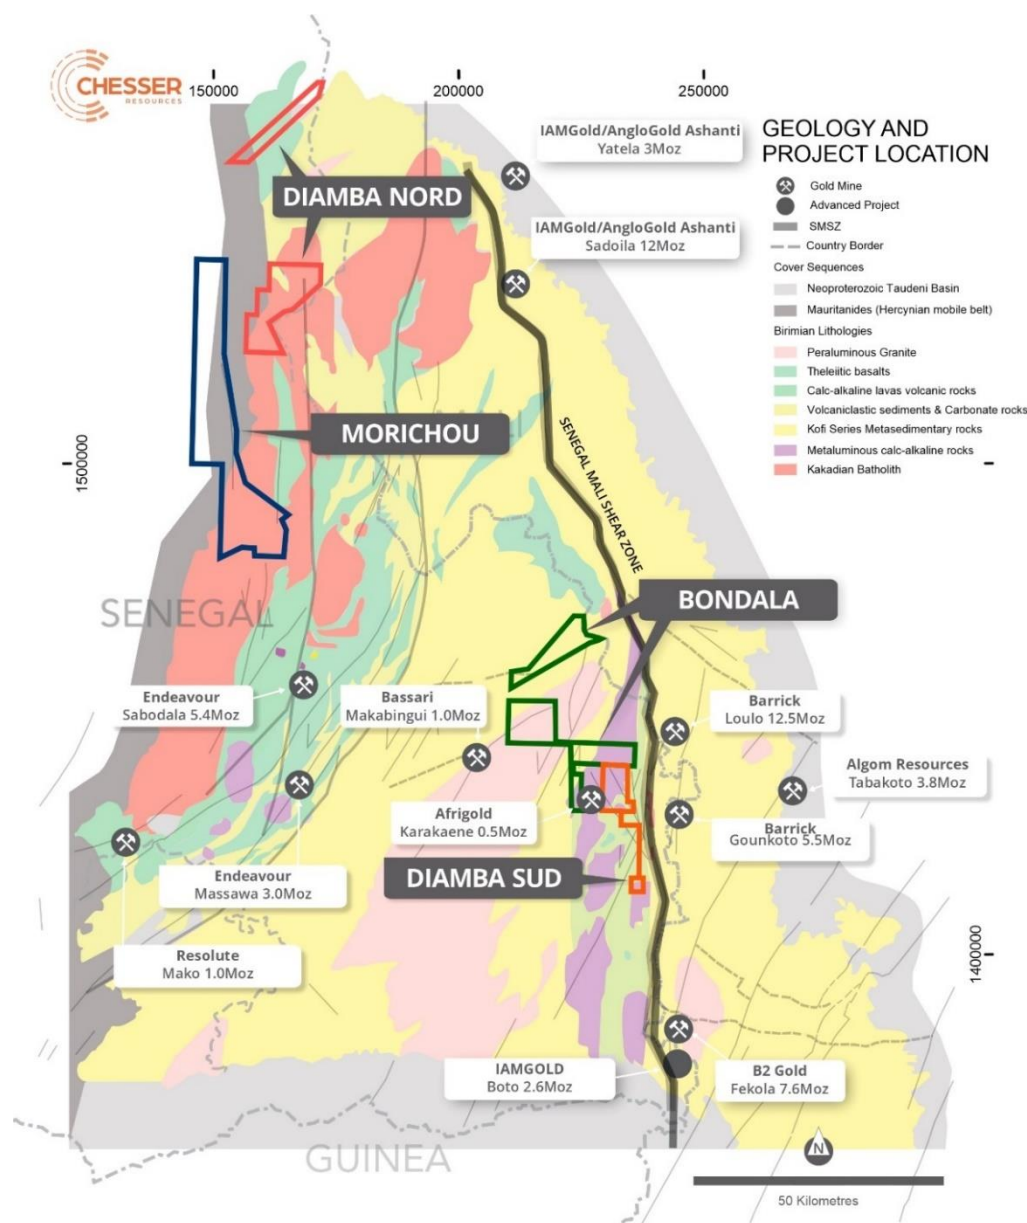 CHESSER
RESOURCES
150000
200000
250000
IAMGold/AngloGold Ashanti
Yatela 3Moz
GEOLOGY AND
PROJECT LOCATION
Gold Mine
Advanced Project
SMSZ
Country Border
Cover Sequences
Neoproterozoic Taudeni Basin
Mauritanides (Hercynian mobile belt)
Birimian Lithologies
Peraluminous Granite
Theleiitic basalts
Calc-alkaline lavas volcanic rocks
Volcaniclastic sediments & Carbonate rocks
Kofi Series Metasedimentary rocks
Metaluminous calc-alkaline rocks
Kakadian Batholith
DIAMBA NORD
IAMGold/AngloGold Ashanti
Sadoila 12Moz
MORICHOU
1500000
SENEGAL MALI SHEAR ZONE
SENEGAL
BONDALA
Endeavour
Sabodala 5.4Moz
Bassari
Makabingui 1.0Moz
Barrick
Loulo 12.5Moz
Algom Resources
Tabakoto 3.8Moz
Afrigold
Karakaene 0.5Moz
Barrick
Gounkoto 5.5Moz
DIAMBA SUD
Endeavour
Massawa 3.0Moz
Resolute
Mako 1.0Moz
1400000
IAMGOLD
Boto 2.6Moz
B2 Gold
Fekola 7.6Moz
GUINEA
N
50 Kilometres